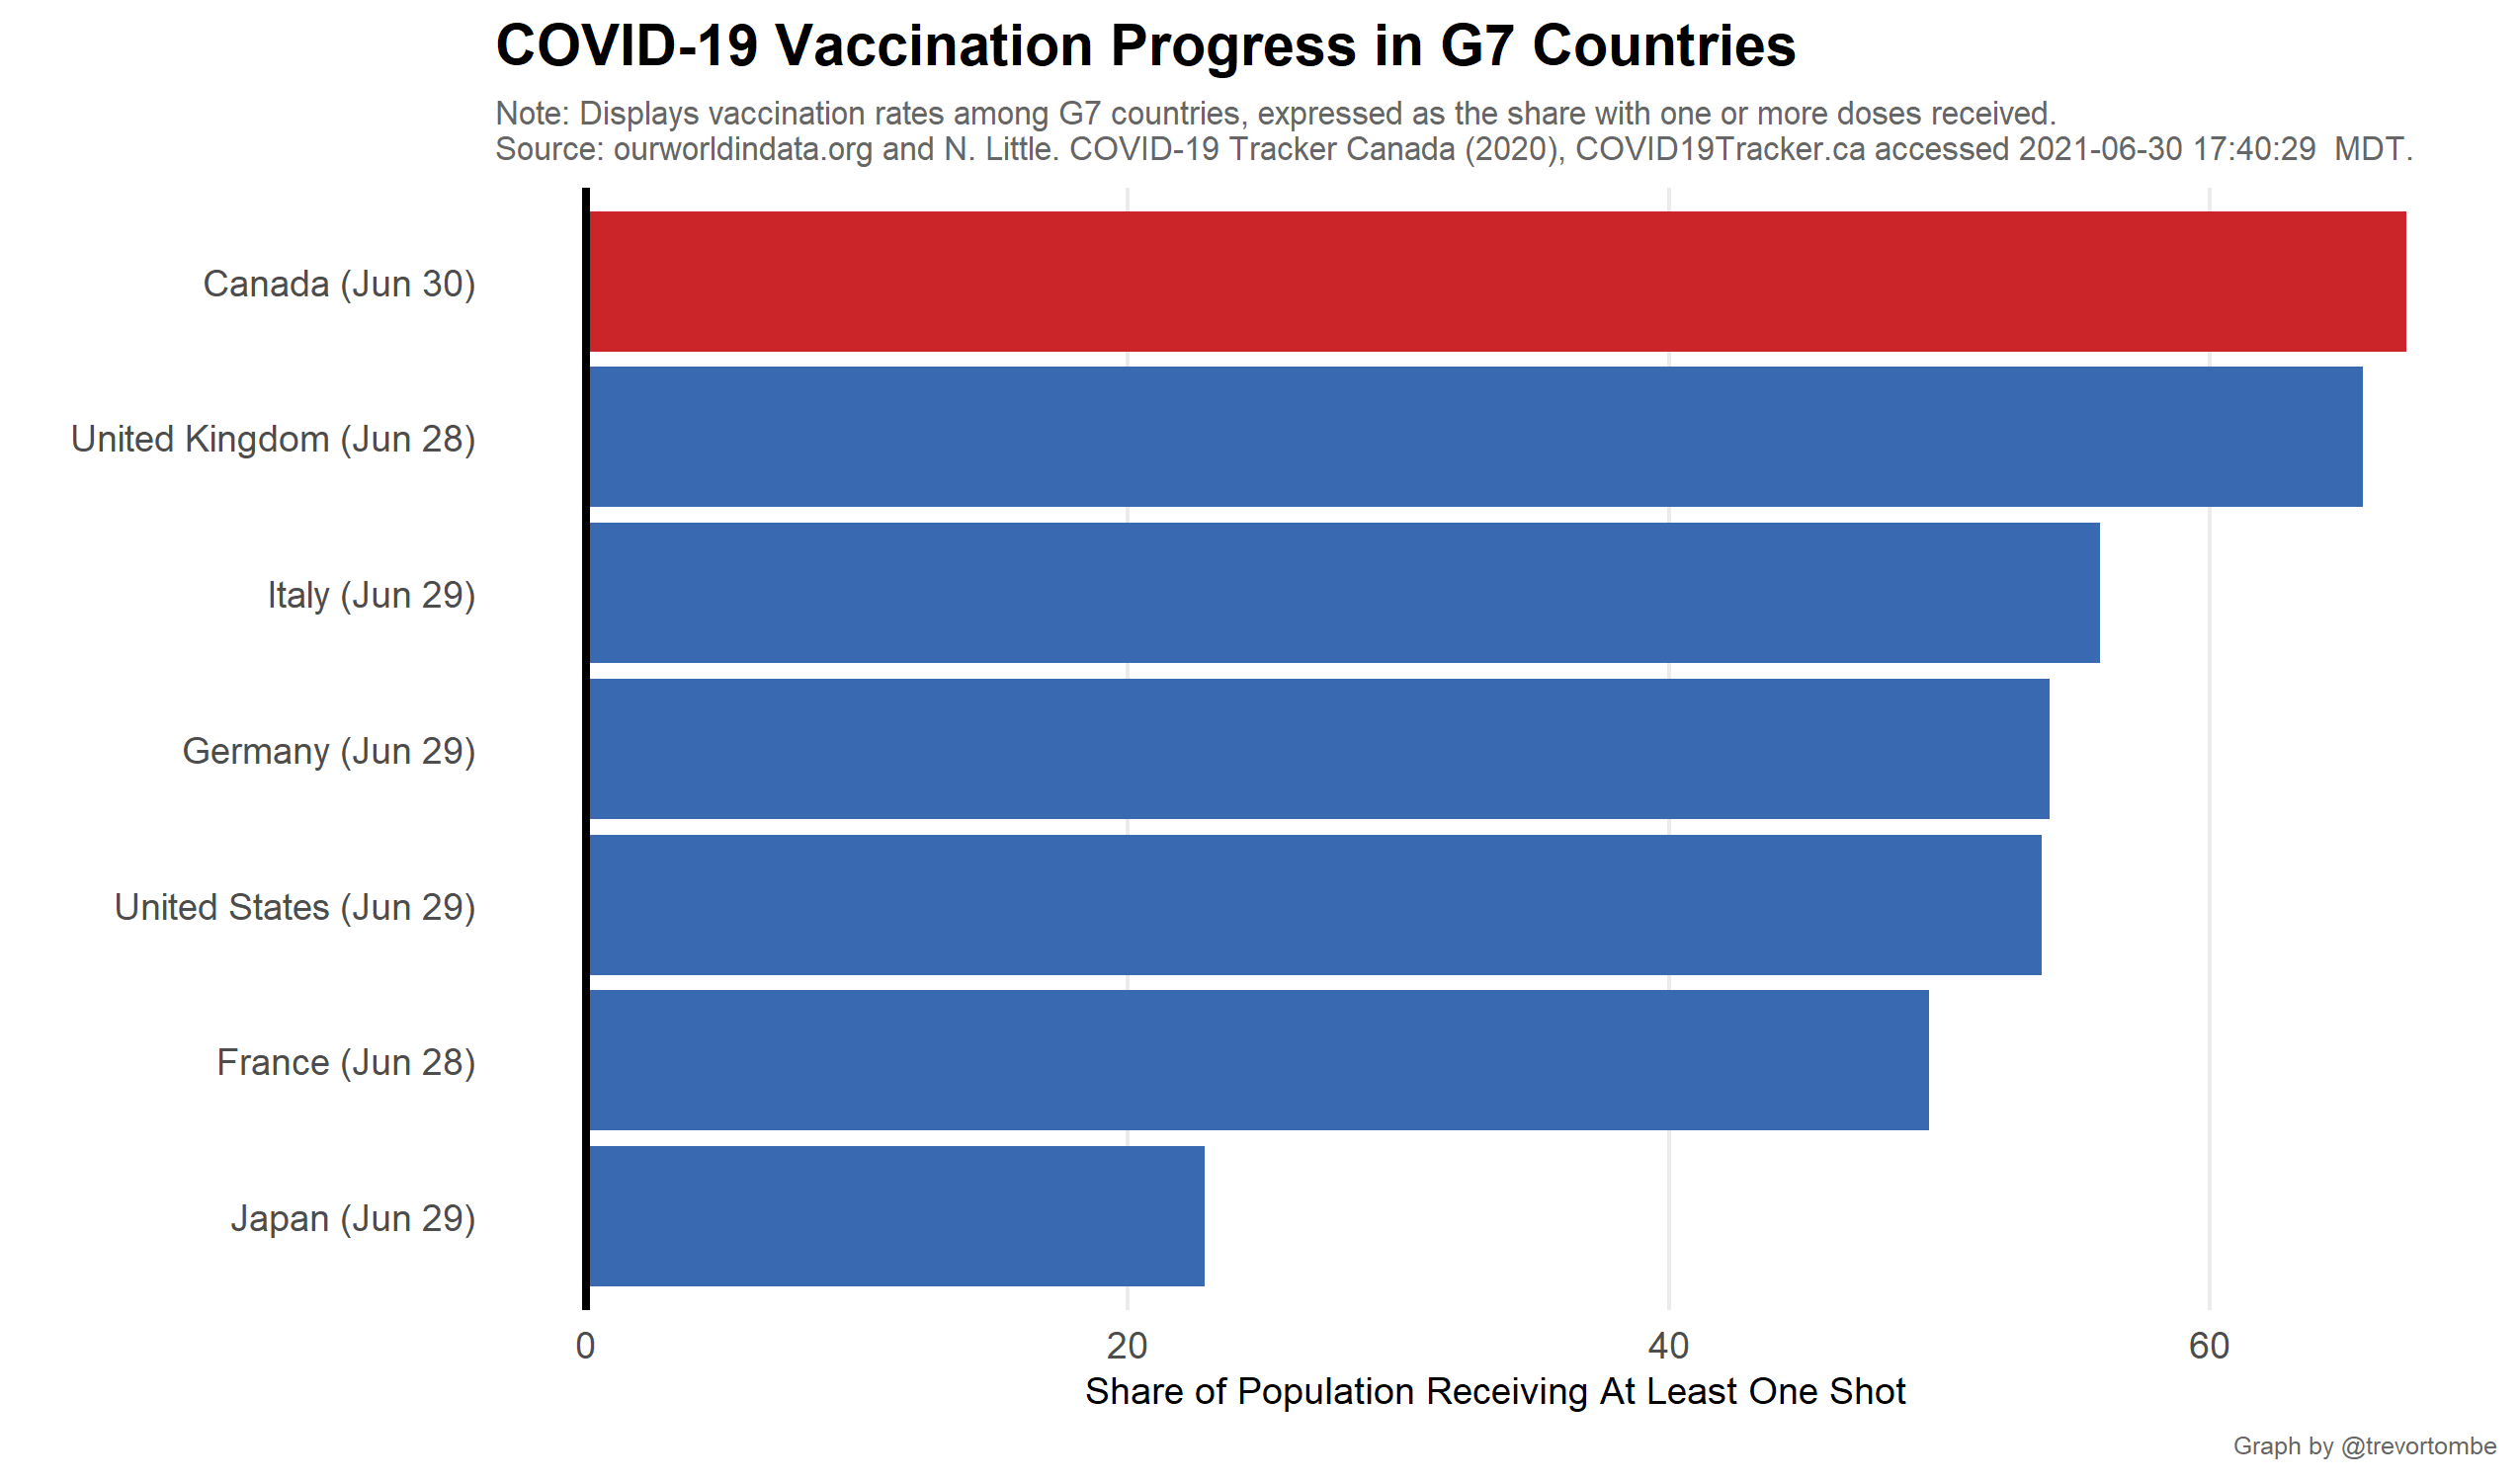 COVID-19 Vaccination Progress in G7 Countries
Note: Displays vaccination rates among G7 countries, expressed as the share with one or more doses received.
Source: ourworldindata.org and N. Little. COVID-19 Tracker Canada (2020), COVID19Tracker.ca accessed 2021-06-30 17:40:29  MDT.
Canada (Jun 30)
United Kingdom (Jun 28)
Italy (Jun 29)
Germany (Jun 29)
United States (Jun 29)
France (Jun 28)
Japan (Jun 29)
0 20 40 60
Share of Population Receiving At Least One Shot
Graph by @trevortombe